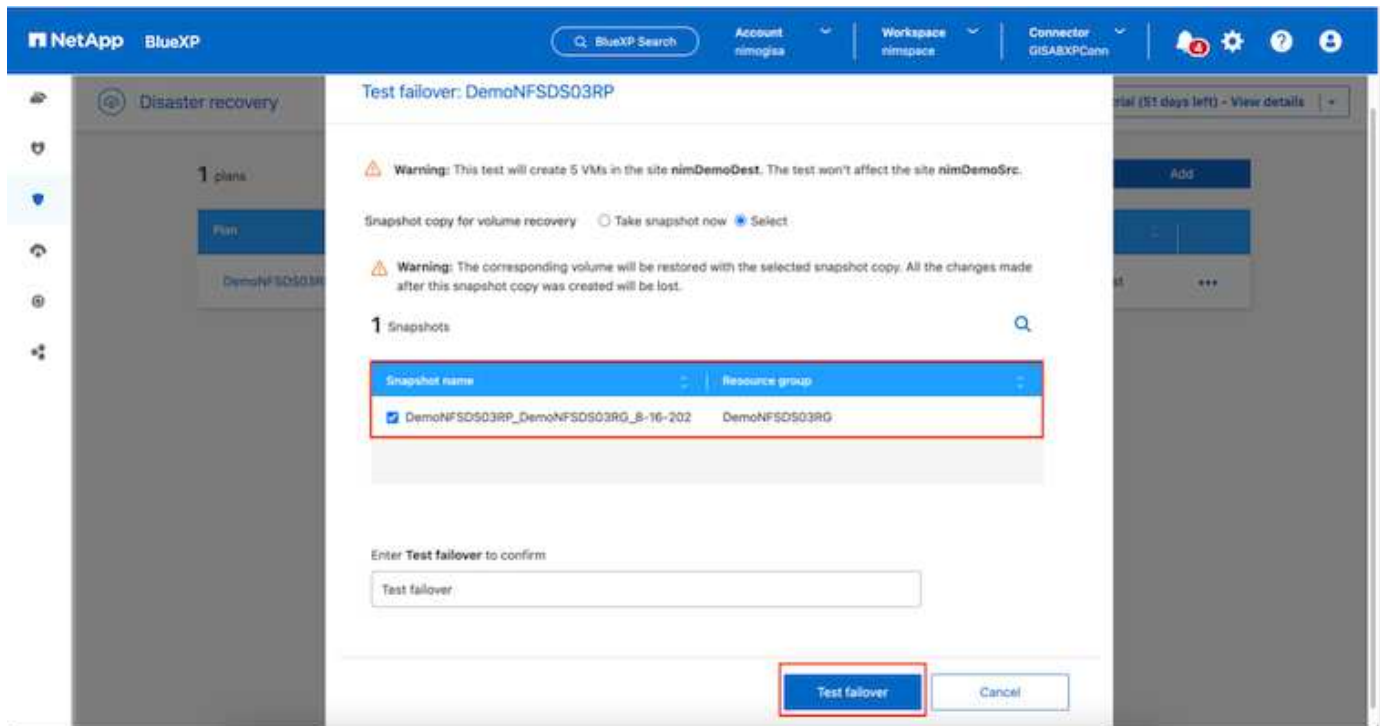 NetApp BlueXP
BlueXP Search
Account
nimogisa
Workspace
nimspace
Connector
GISABXPConn
4
Disaster recovery
Test failover: DemoNFSDS03RP
rial (51 days left) - View details
Warning: This test will create 5 VMs in the site nimDemoDest. The test won't affect the site nimDemoSrc.
1 plans
Add
Snapshot copy for volume recovery Take snapshot now Select
Plan
Warning: The corresponding volume will be restored with the selected snapshot copy. All the changes made
after this snapshot copy was created will be lost.
DemoNFSDS03R
st
1 Snapshots
Snapshot name Resource group
DemoNFSDS03RP_DemoNFSDS03RG_8-16-202 DemoNFSDS03RG
Enter Test failover to confirm
Test failover
Test failover
Cancel